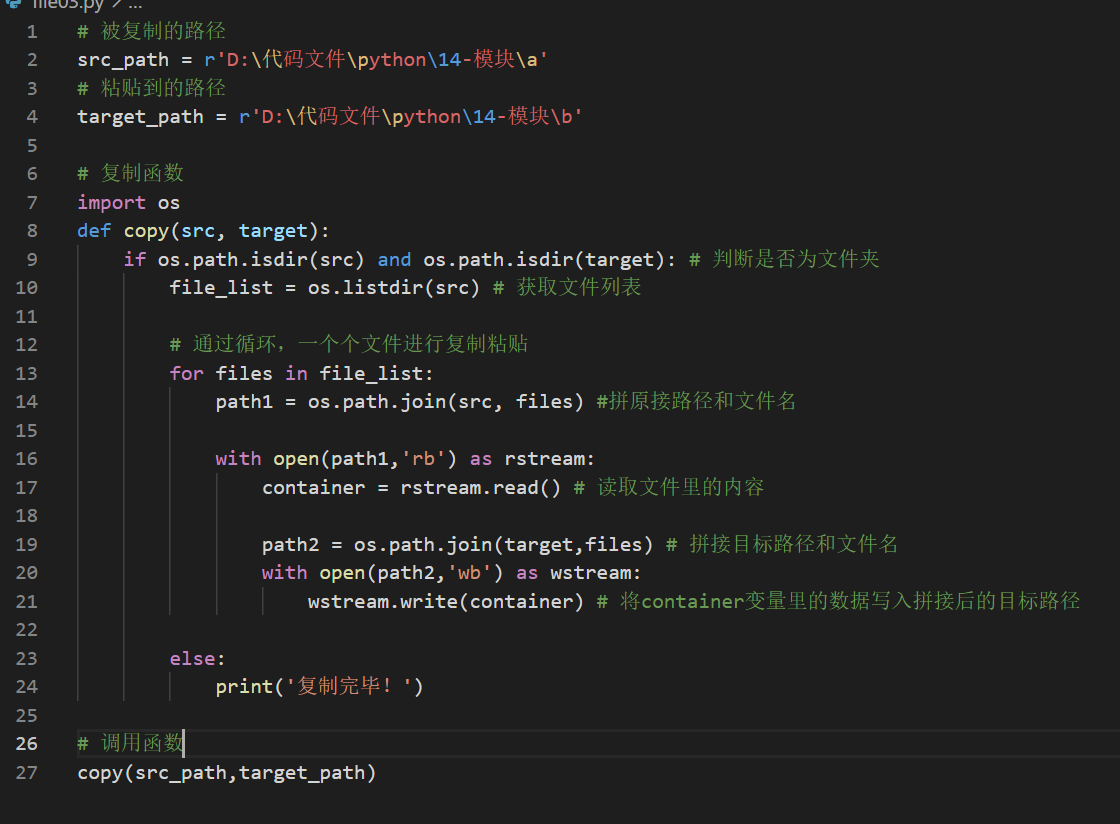 file03.py > ...
1 # 被复制的路径
2 src_path = r'D:\代码文件\python\14-模块\a'
3 # 粘贴到的路径
4 target_path = r'D:\代码文件\python\14-模块\b'
5
6 # 复制函数
7 import os
8 def copy(src, target):
9 if os.path.isdir(src) and os.path.isdir(target): # 判断是否为文件夹
10 file_list = os.listdir(src) # 获取文件列表
11
12 # 通过循环，一个个文件进行复制粘贴
13 for files in file_list:
14 path1 = os.path.join(src, files) #拼原接路径和文件名
15
16 with open(path1,'rb') as rstream:
17 container = rstream.read() # 读取文件里的内容
18
19 path2 = os.path.join(target,files) # 拼接目标路径和文件名
20 with open(path2,'wb') as wstream:
21 wstream.write(container) # 将container变量里的数据写入拼接后的目标路径
22
23 else:
24 print('复制完毕！')
25
26 # 调用函数
27 copy(src_path,target_path)